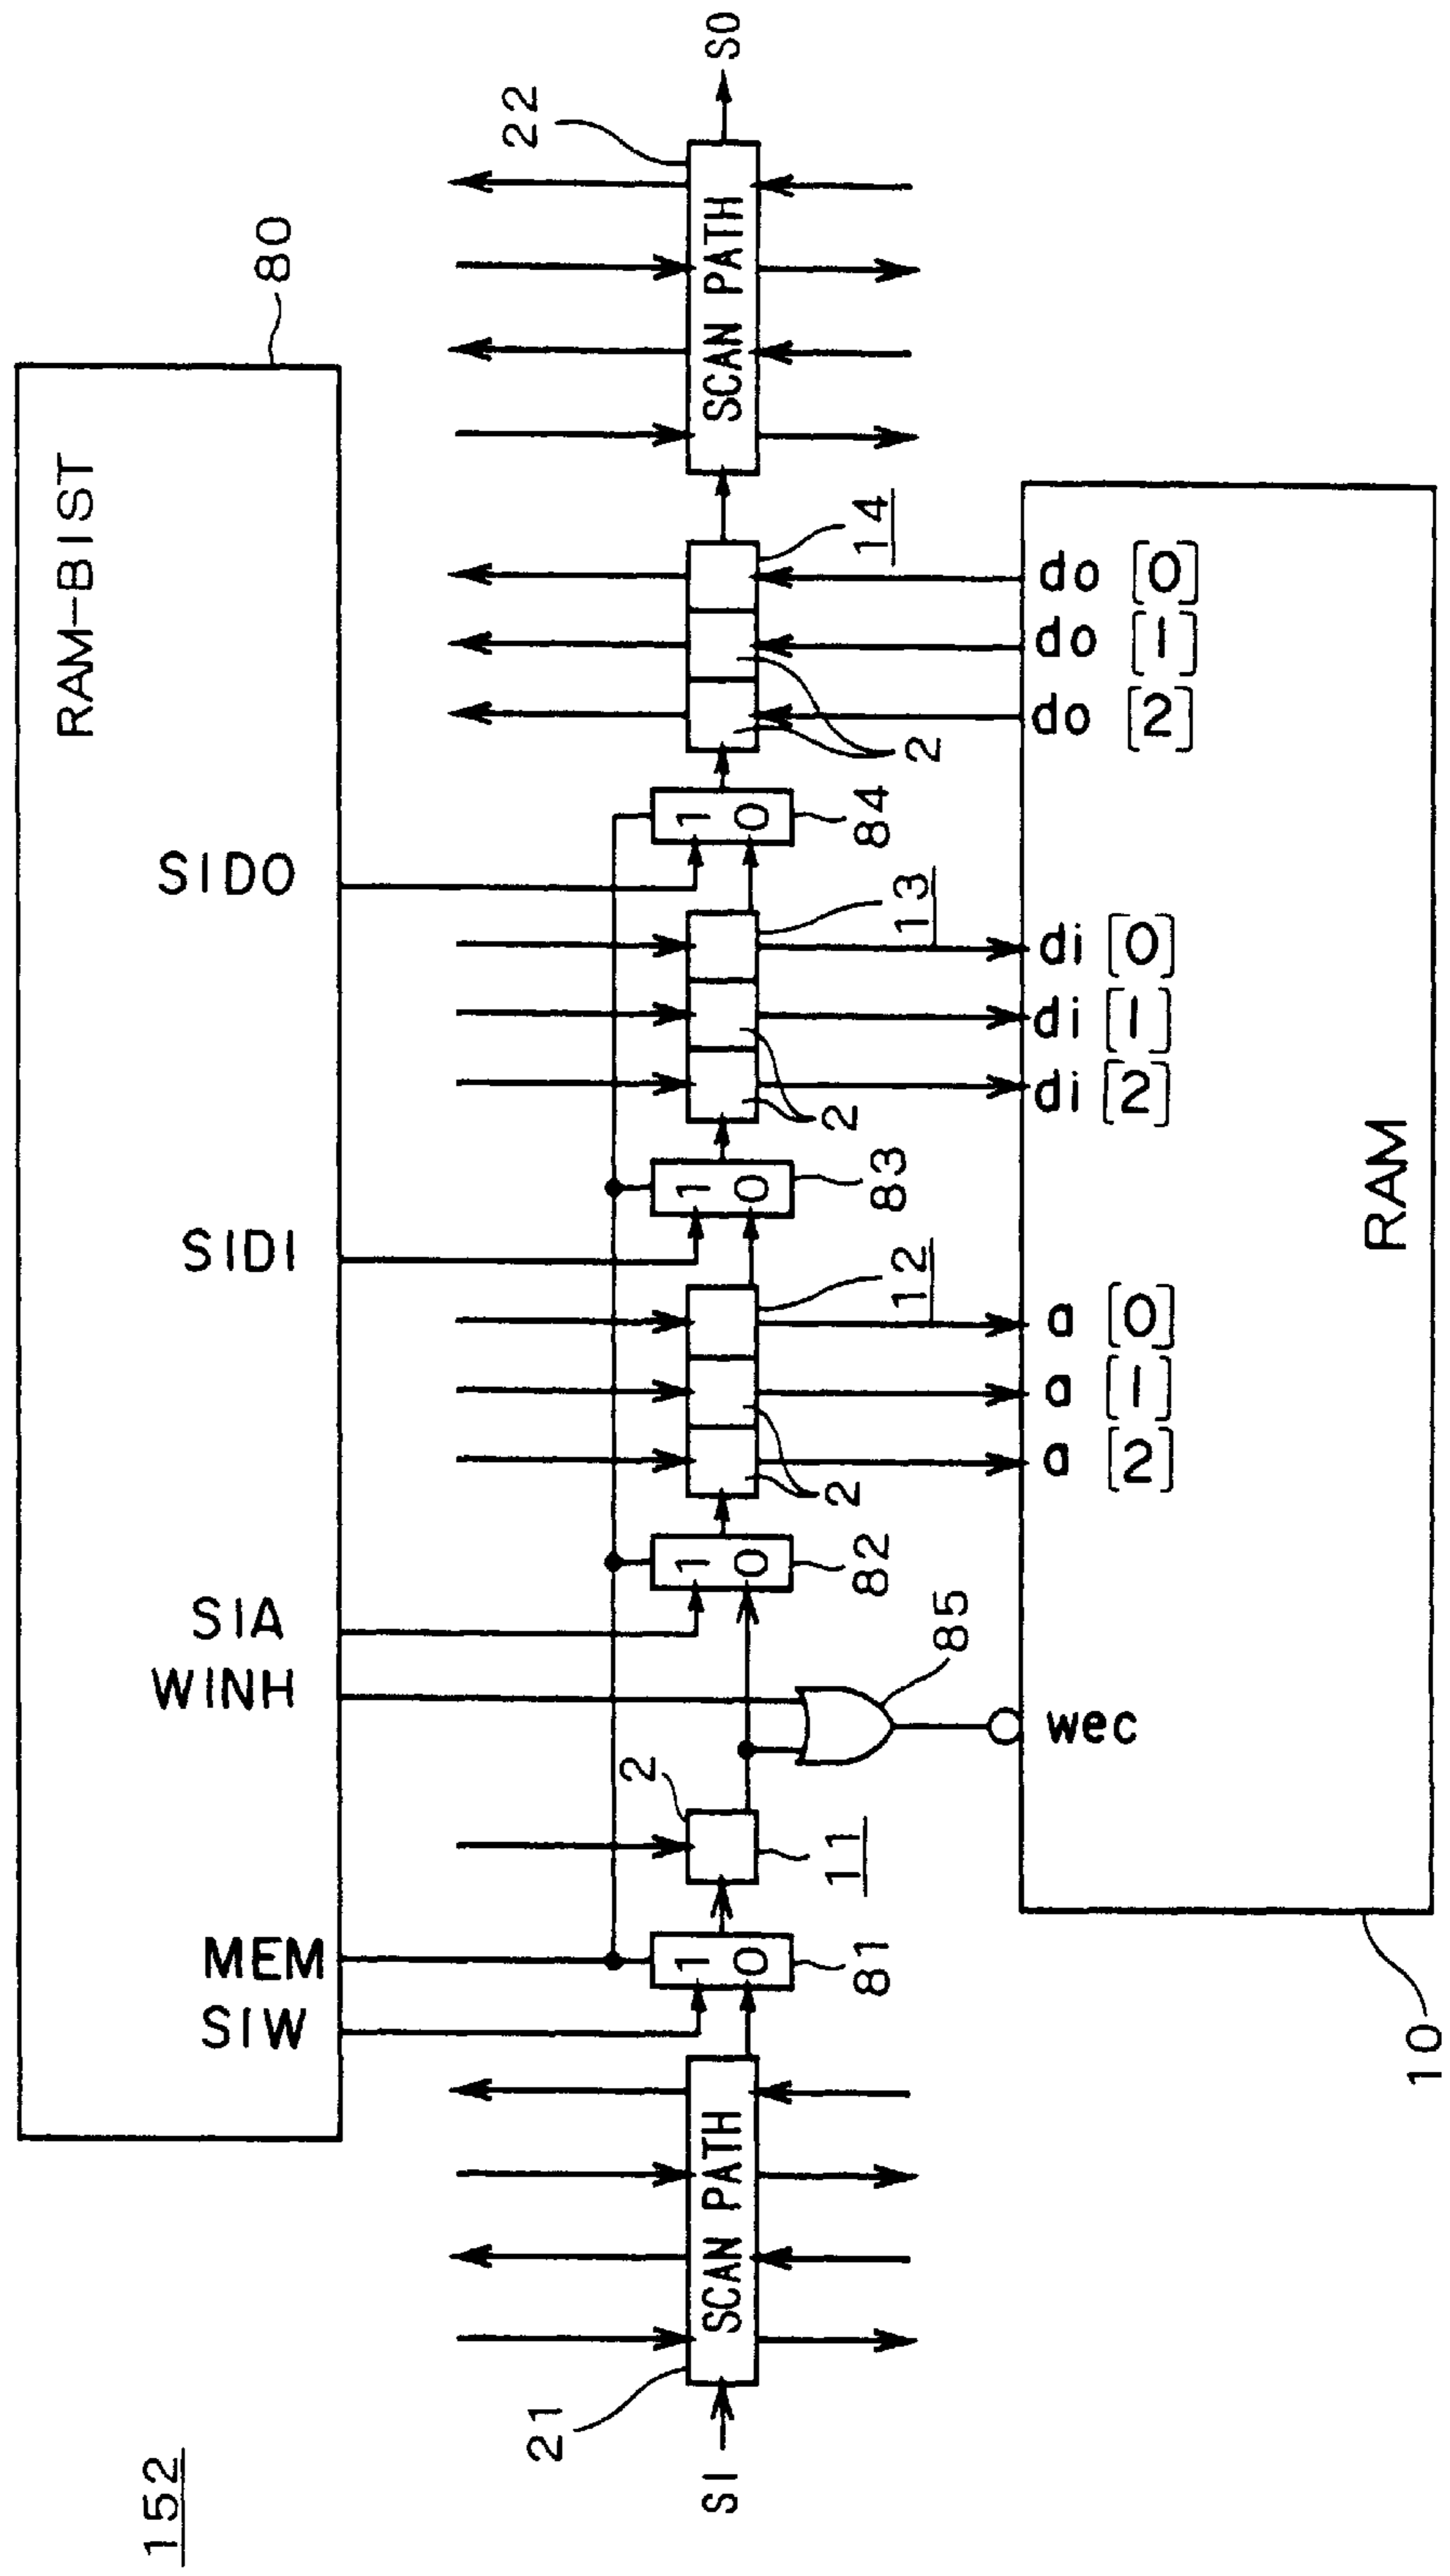 152
RAM-BIST
80
SIW
MEM
WINH
SIA
SIDI
SIDO
SI
21
SCAN PATH
1
0
81
2
11
85
1
0
82
2
12
1
0
83
2
13
1
0
84
2
14
SCAN PATH
22
SO
wec
a [2]
a [1]
a [0]
di [2]
di [1]
di [0]
do [2]
do [1]
do [0]
RAM
10